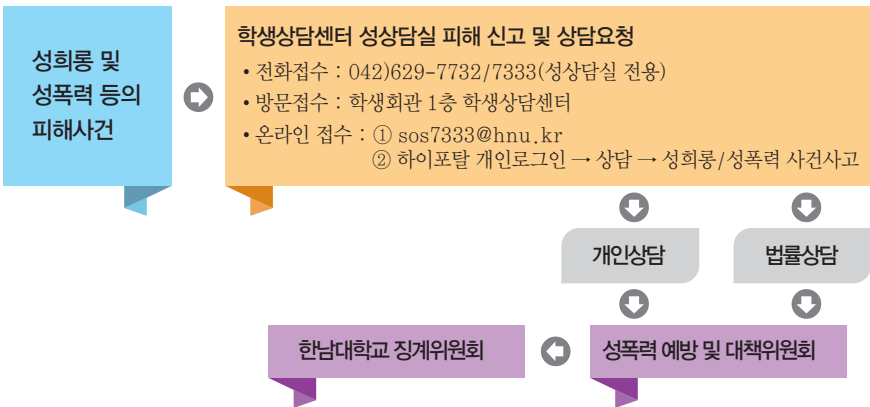 성희롱 및
성폭력 등의
피해사건
학생상담센터 성상담실 피해 신고 및 상담요청
• 전화접수 : 042)629-7732/7333(성상담실 전용)
• 방문접수 : 학생회관 1층 학생상담센터
• 온라인 접수 : ① sos7333@hnu.kr
② 하이포탈 개인로그인 → 상담 → 성희롱/성폭력 사건사고
개인상담
법률상담
한남대학교 징계위원회
성폭력 예방 및 대책위원회